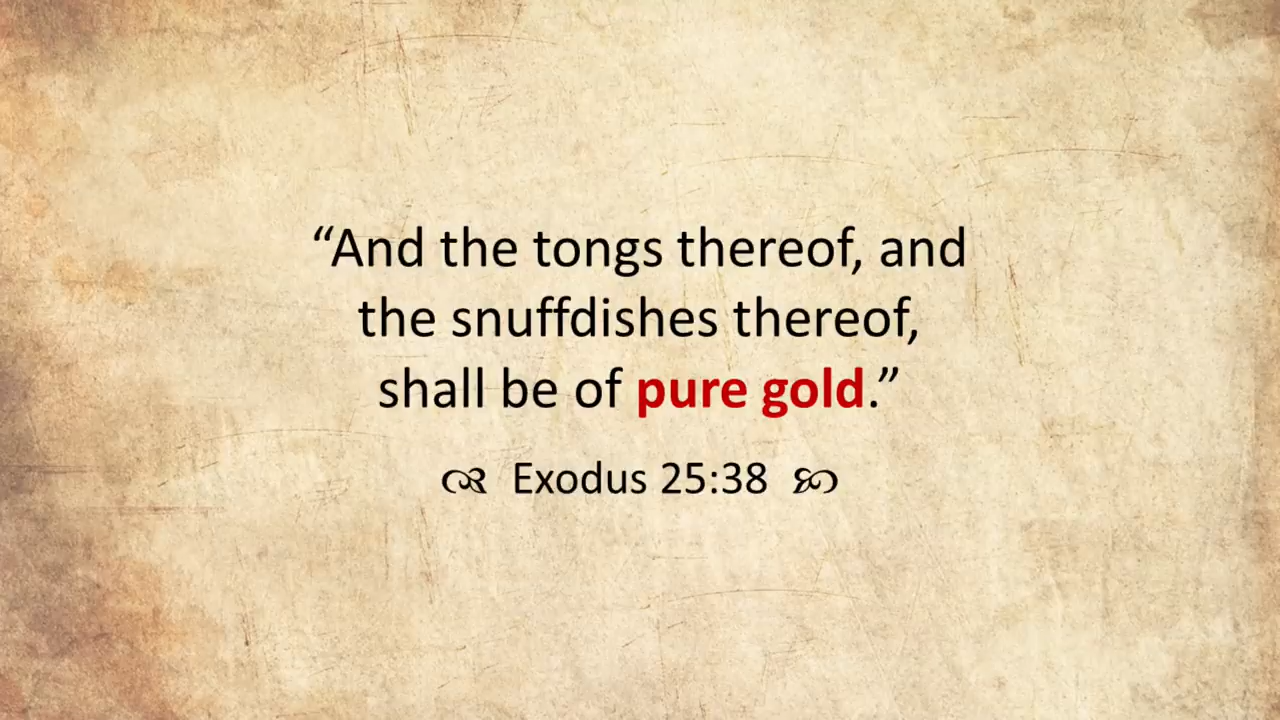 “And the tongs thereof, and
the snuffdishes thereof,
shall be of pure gold.”
Exodus 25:38